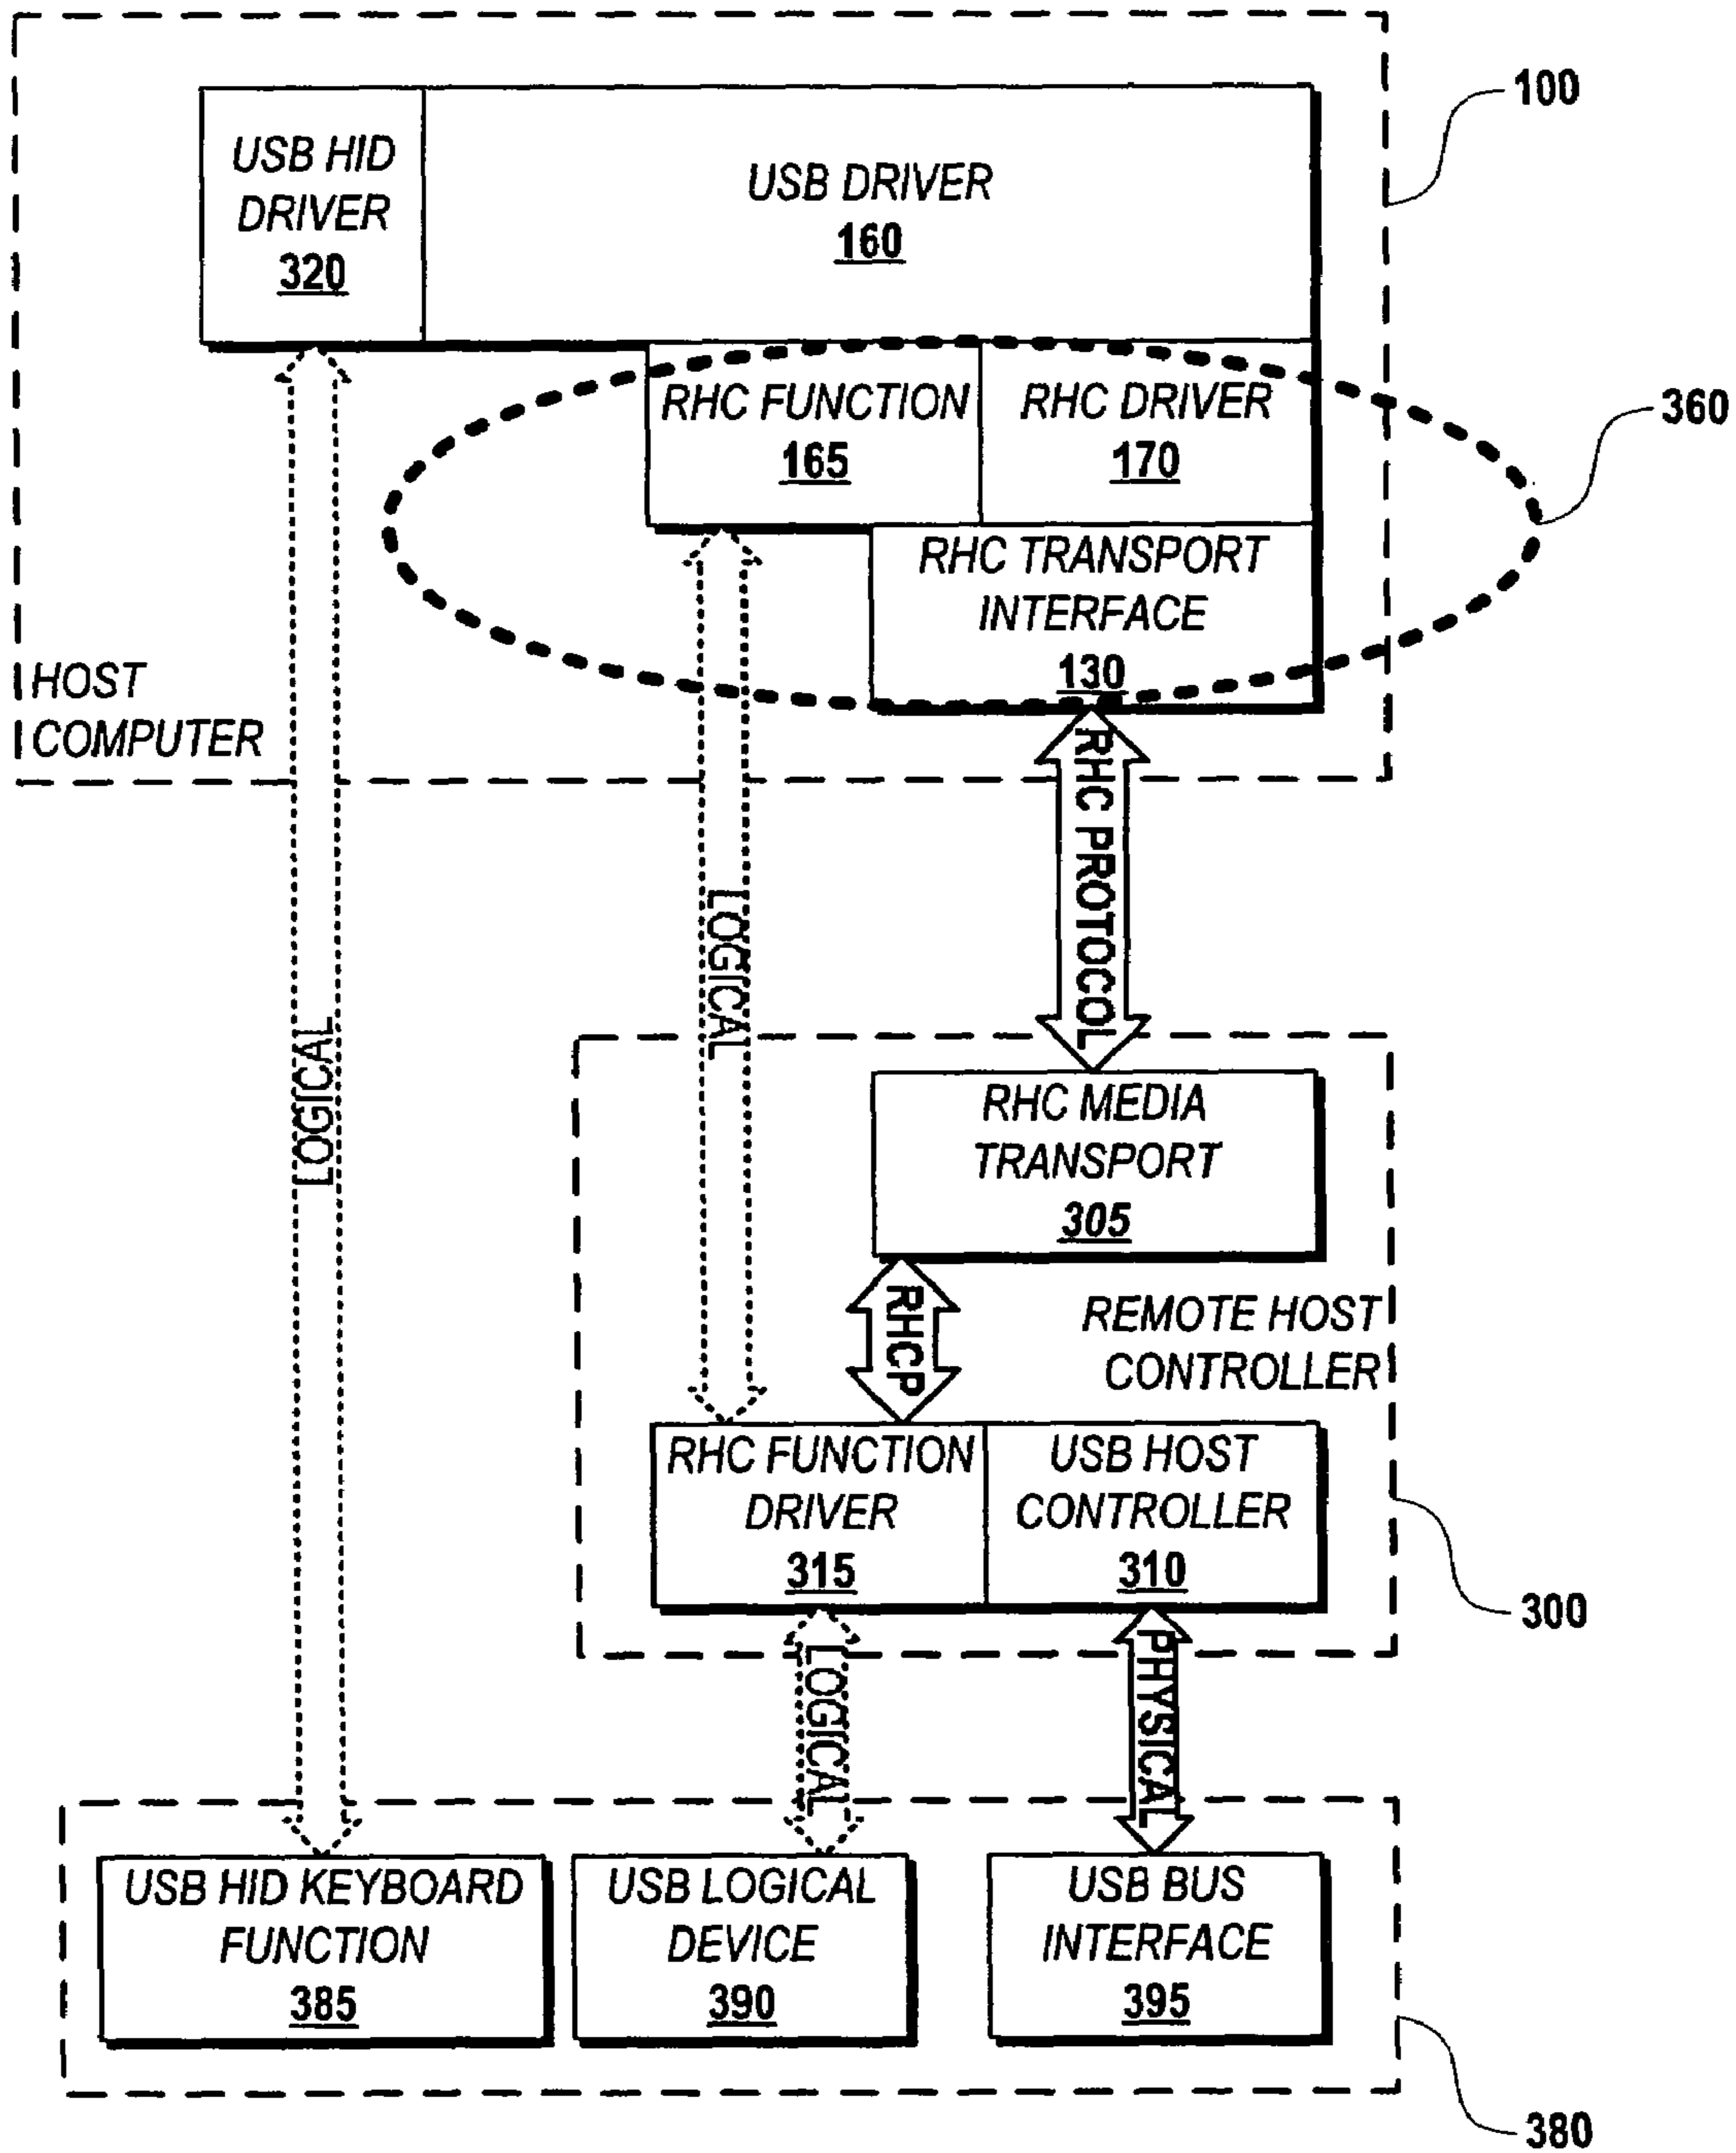 100
USB HID
DRIVER
320
USB DRIVER
160
360
RHC FUNCTION
165
RHC DRIVER
170
RHC TRANSPORT
INTERFACE
130
HOST
COMPUTER
RHC PROTOCOL
LOGICAL
LOGICAL
RHC MEDIA
TRANSPORT
305
RHCP
REMOTE HOST
CONTROLLER
RHC FUNCTION
DRIVER
315
USB HOST
CONTROLLER
310
300
LOGICAL
PHYSICAL
USB HID KEYBOARD
FUNCTION
385
USB LOGICAL
DEVICE
390
USB BUS
INTERFACE
395
380